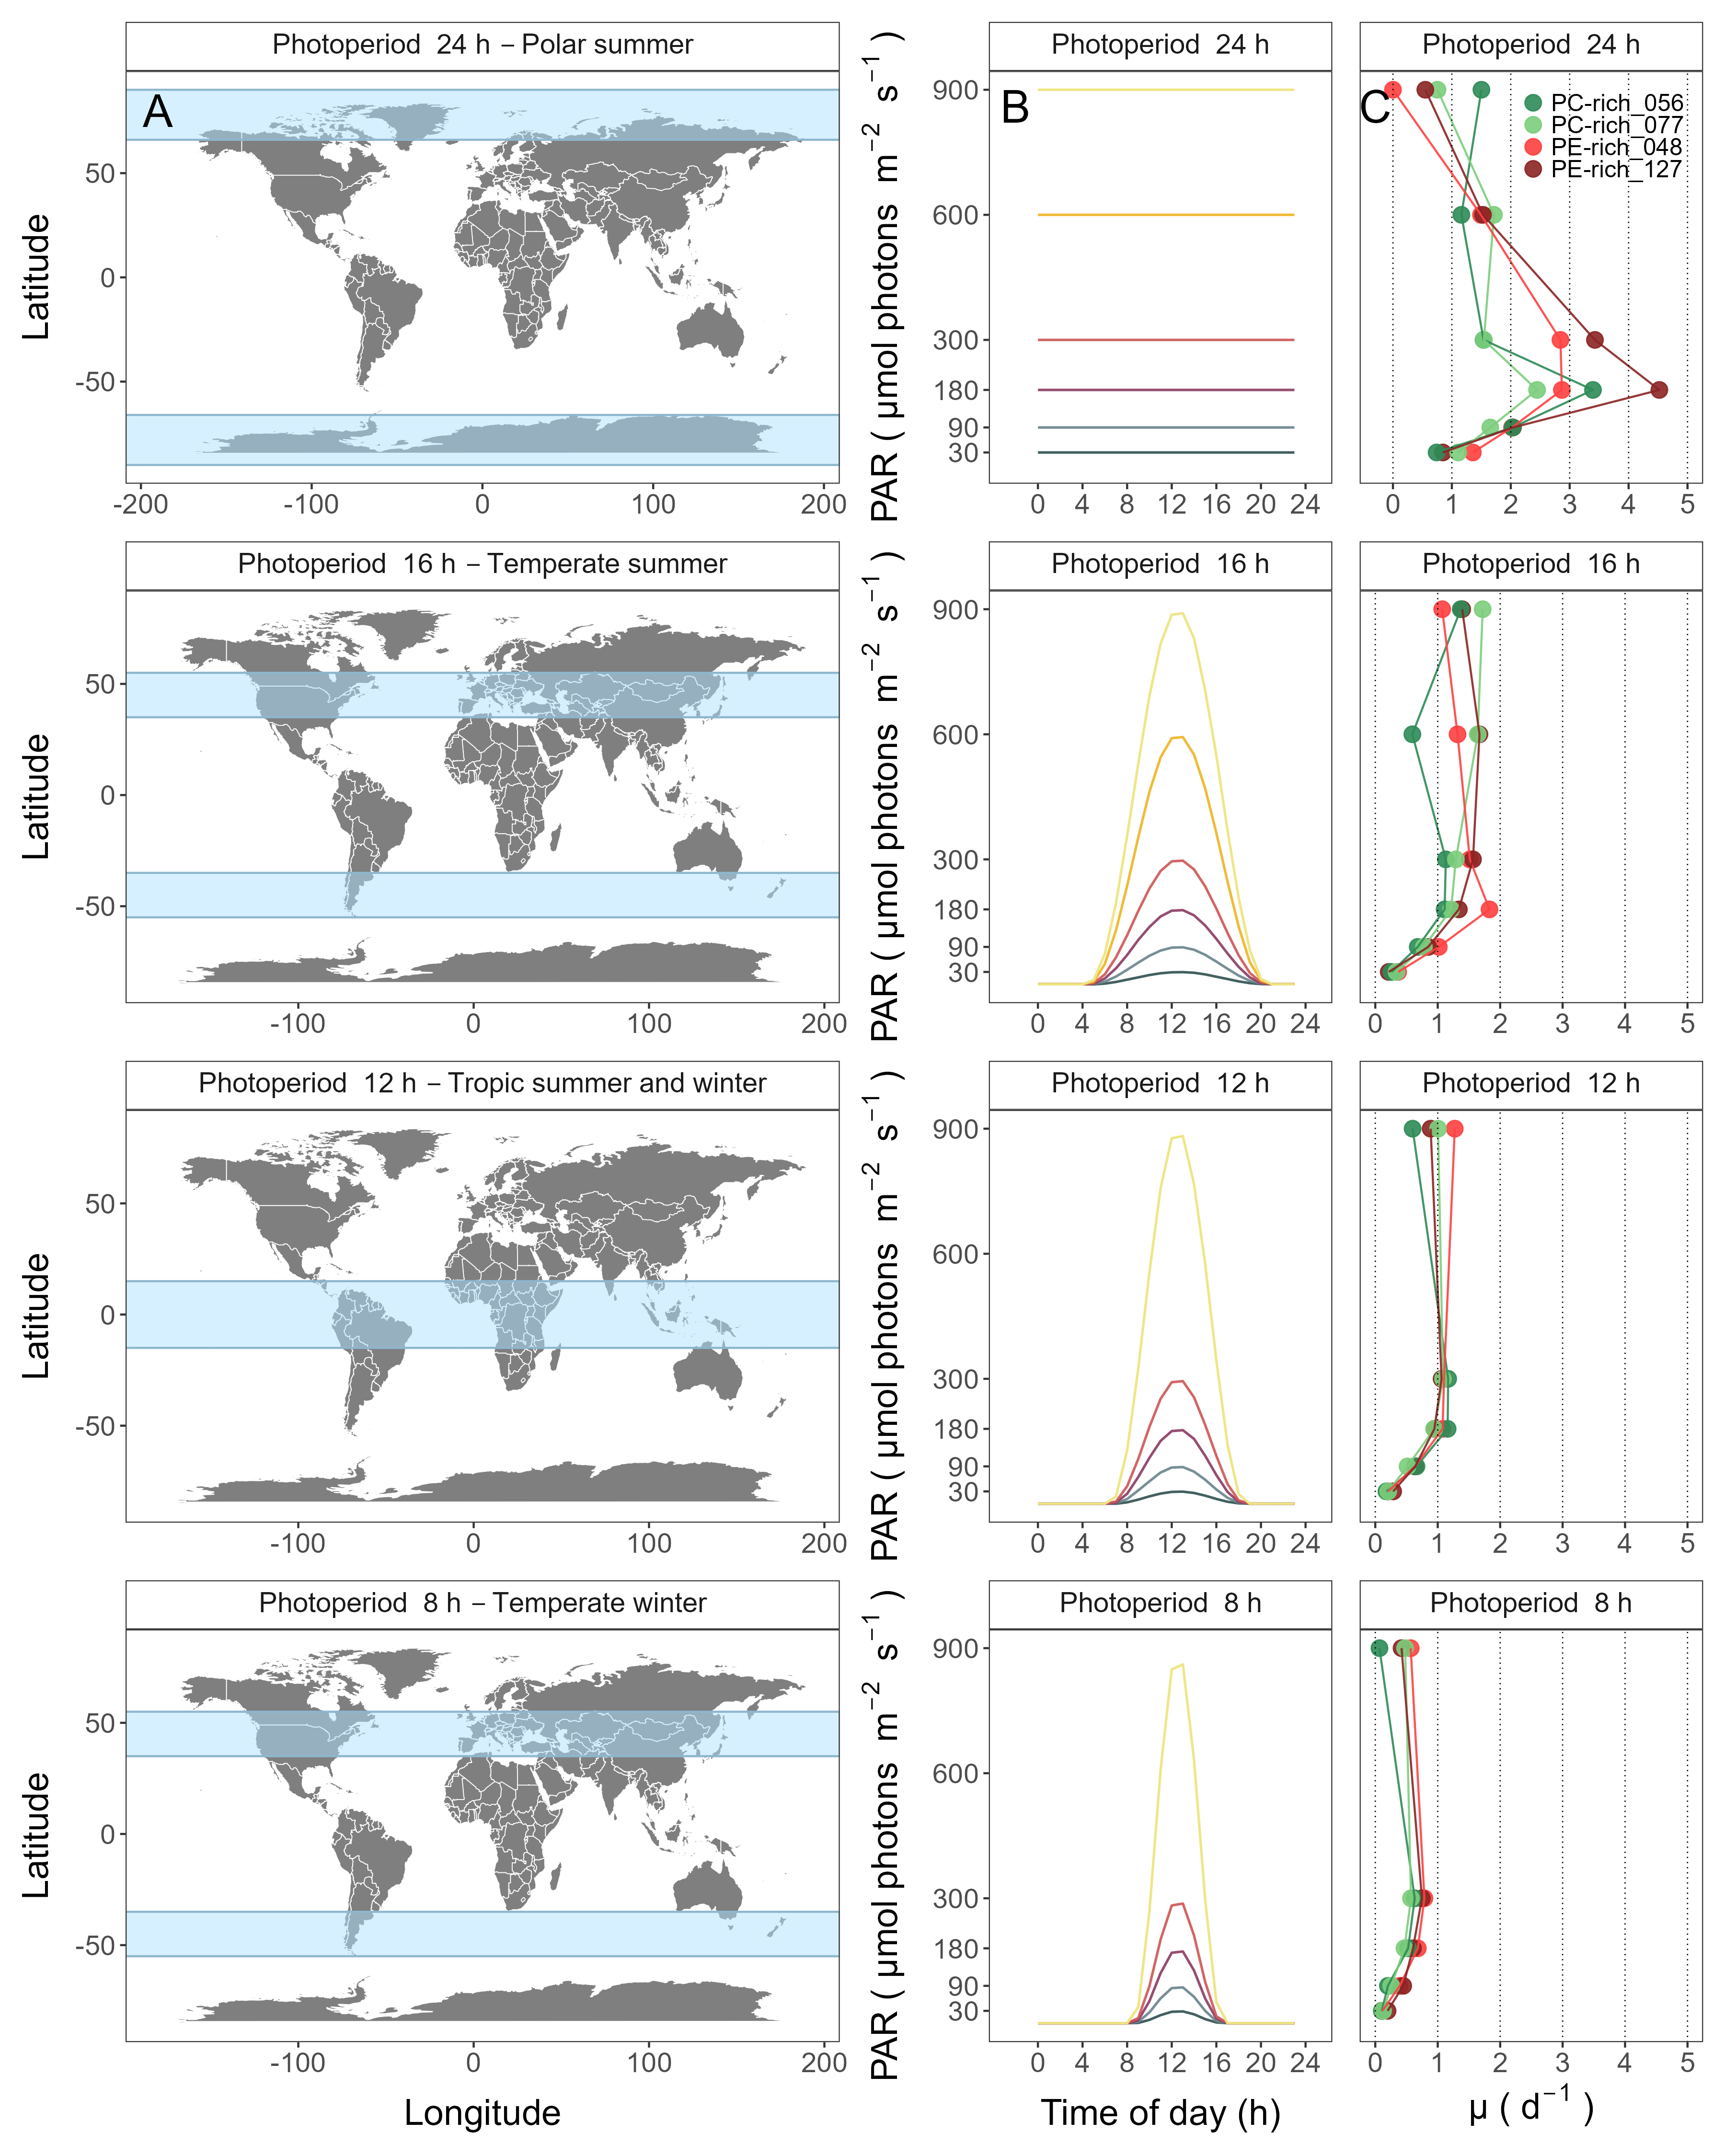 Photoperiod 24 h – Polar summer
A
Latitude
50
0
-50
-200 -100 0 100 200
Photoperiod 24 h
B
PAR ( µmol photons m−2 s−1 )
900
600
300
180
90
30
0 4 8 12 16 20 24
Photoperiod 24 h
C
PC-rich_056
PC-rich_077
PE-rich_048
PE-rich_127
0 1 2 3 4 5
Photoperiod 16 h – Temperate summer
Latitude
50
0
-50
-100 0 100 200
Photoperiod 16 h
PAR ( µmol photons m−2 s−1 )
900
600
300
180
90
30
0 4 8 12 16 20 24
Photoperiod 16 h
0 1 2 3 4 5
Photoperiod 12 h – Tropic summer and winter
Latitude
50
0
-50
-100 0 100 200
Photoperiod 12 h
PAR ( µmol photons m−2 s−1 )
900
600
300
180
90
30
0 4 8 12 16 20 24
Photoperiod 12 h
0 1 2 3 4 5
Photoperiod 8 h – Temperate winter
Latitude
50
0
-50
-100 0 100 200
Longitude
Photoperiod 8 h
PAR ( µmol photons m−2 s−1 )
900
600
300
180
90
30
0 4 8 12 16 20 24
Time of day (h)
Photoperiod 8 h
0 1 2 3 4 5
µ ( d−1 )